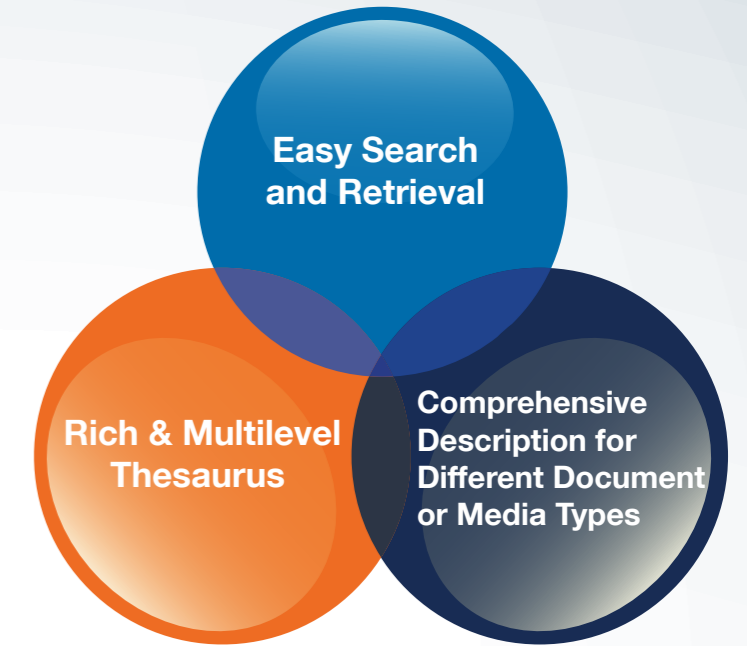 Easy Search
and Retrieval
Rich & Multilevel
Thesaurus
Comprehensive
Description for
Different Document
or Media Types